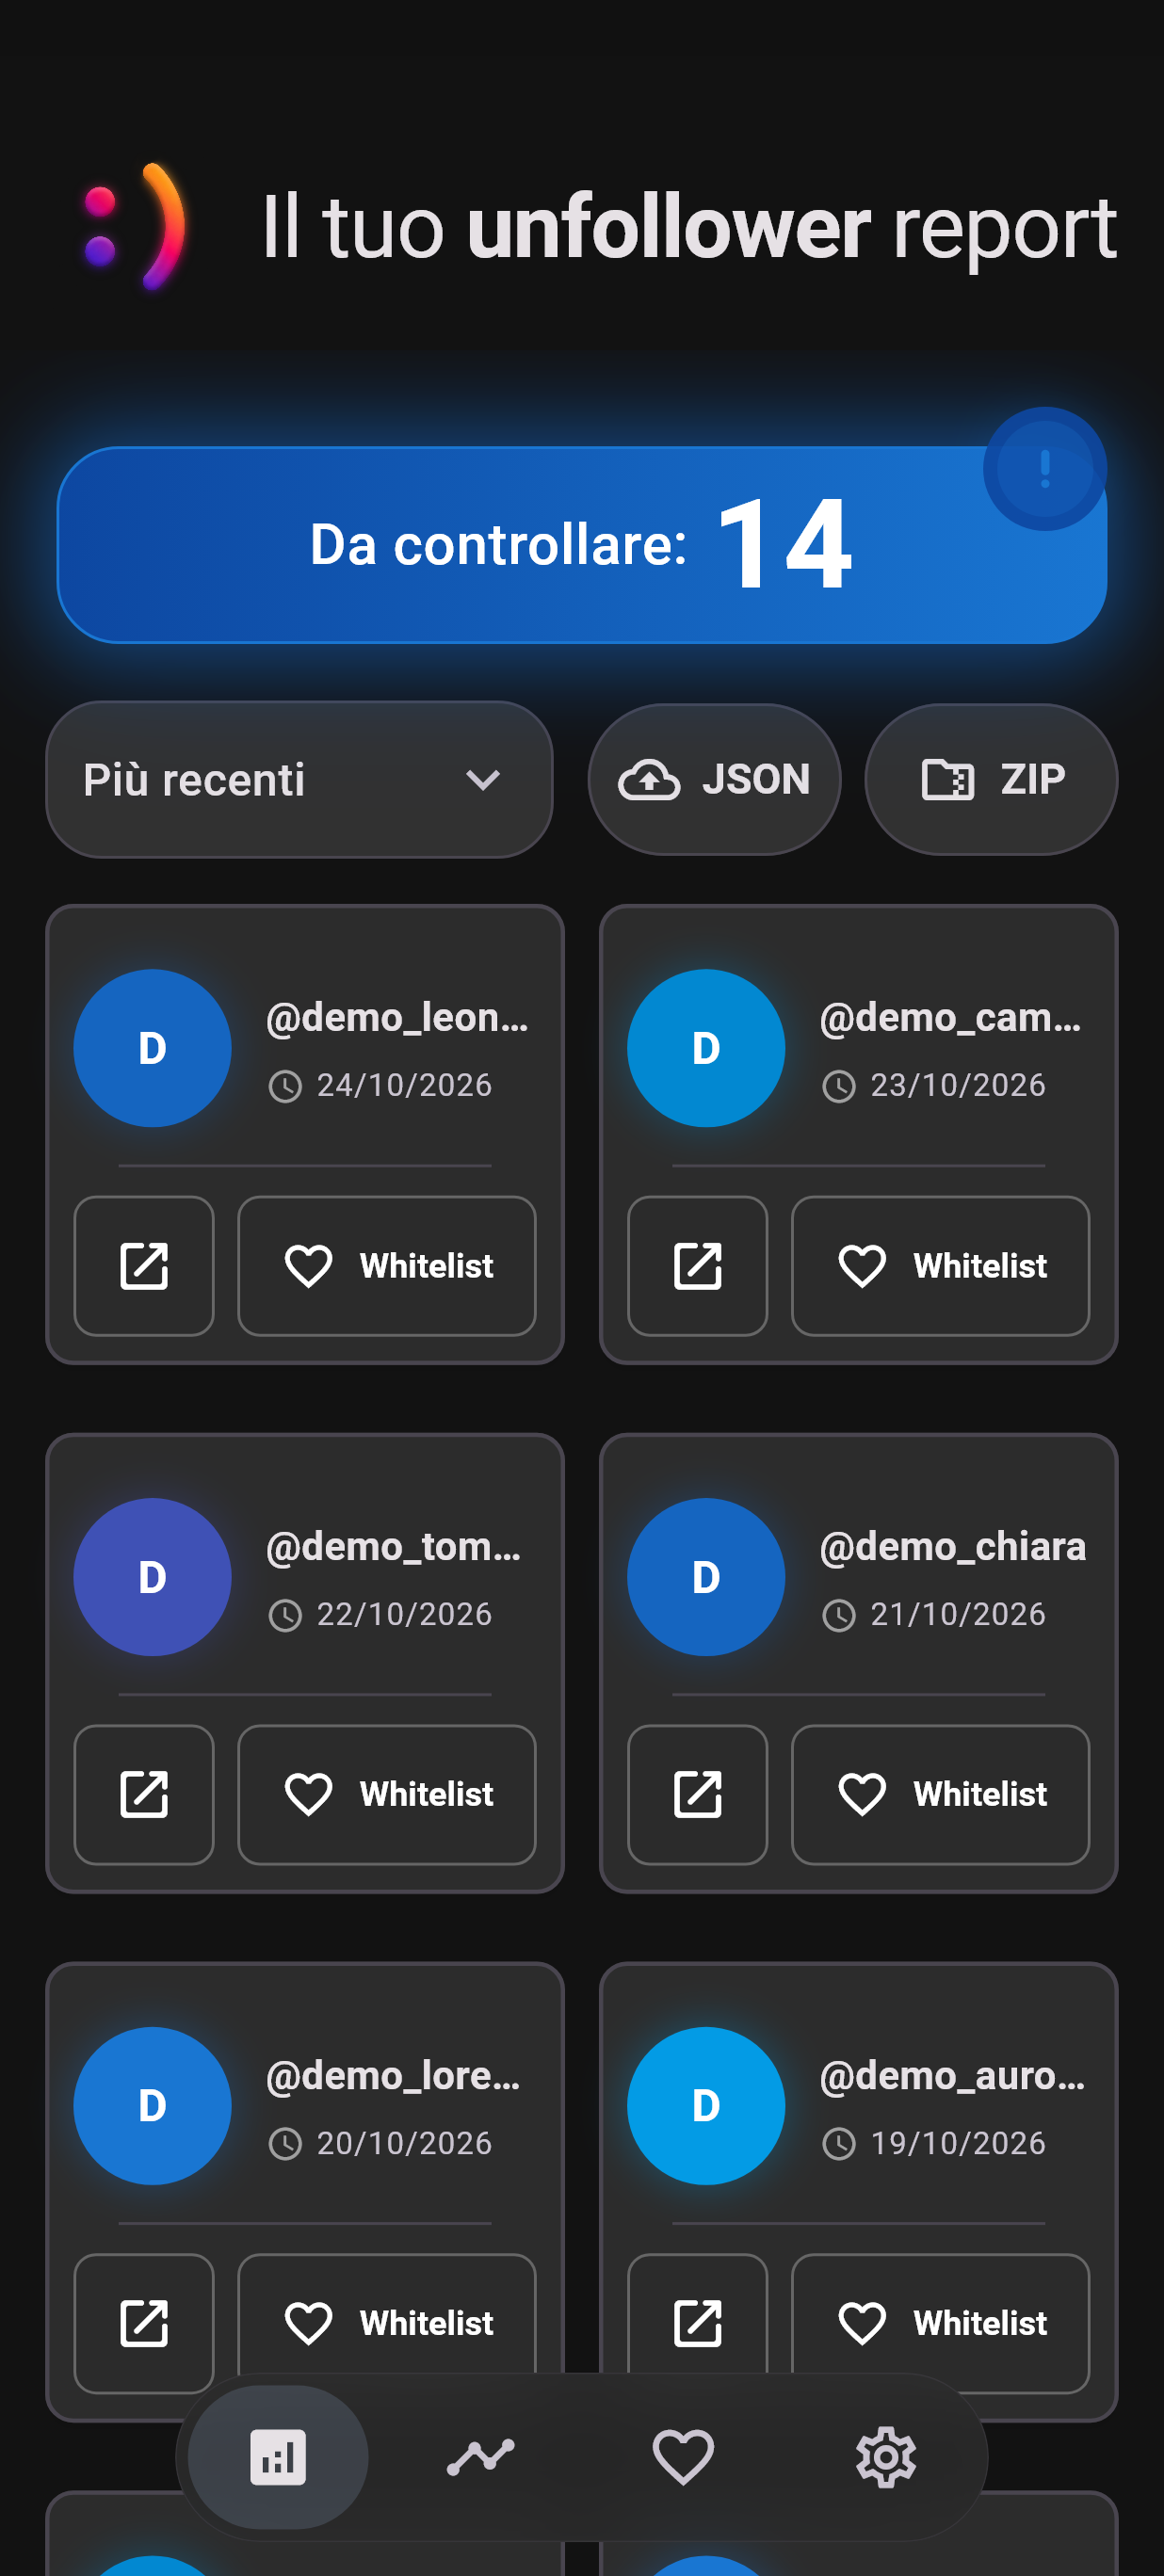 Il tuo unfollower report
Da controllare: 14
!
Più recenti
JSON
ZIP
D
@demo_leon...
24/10/2026
Whitelist
D
@demo_cam...
23/10/2026
Whitelist
D
@demo_tom...
22/10/2026
Whitelist
D
@demo_chiara
21/10/2026
Whitelist
D
@demo_lore...
20/10/2026
Whitelist
D
@demo_auro...
19/10/2026
Whitelist